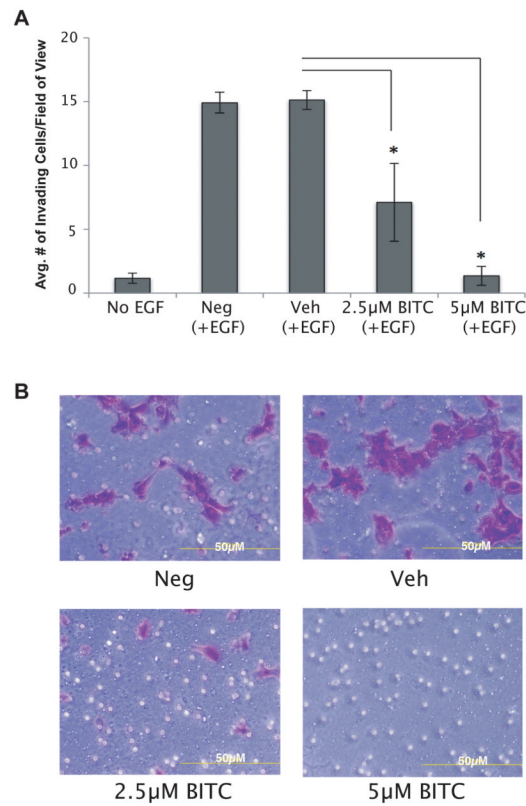 A
Avg. # of Invading Cells/Field of View
20
15
10
5
0
*
*
No EGF
Neg
(+EGF)
Veh
(+EGF)
2.5µM BITC
(+EGF)
5µM BITC
(+EGF)
B
50µM
50µM
Neg
Veh
50µM
50µM
2.5µM BITC
5µM BITC